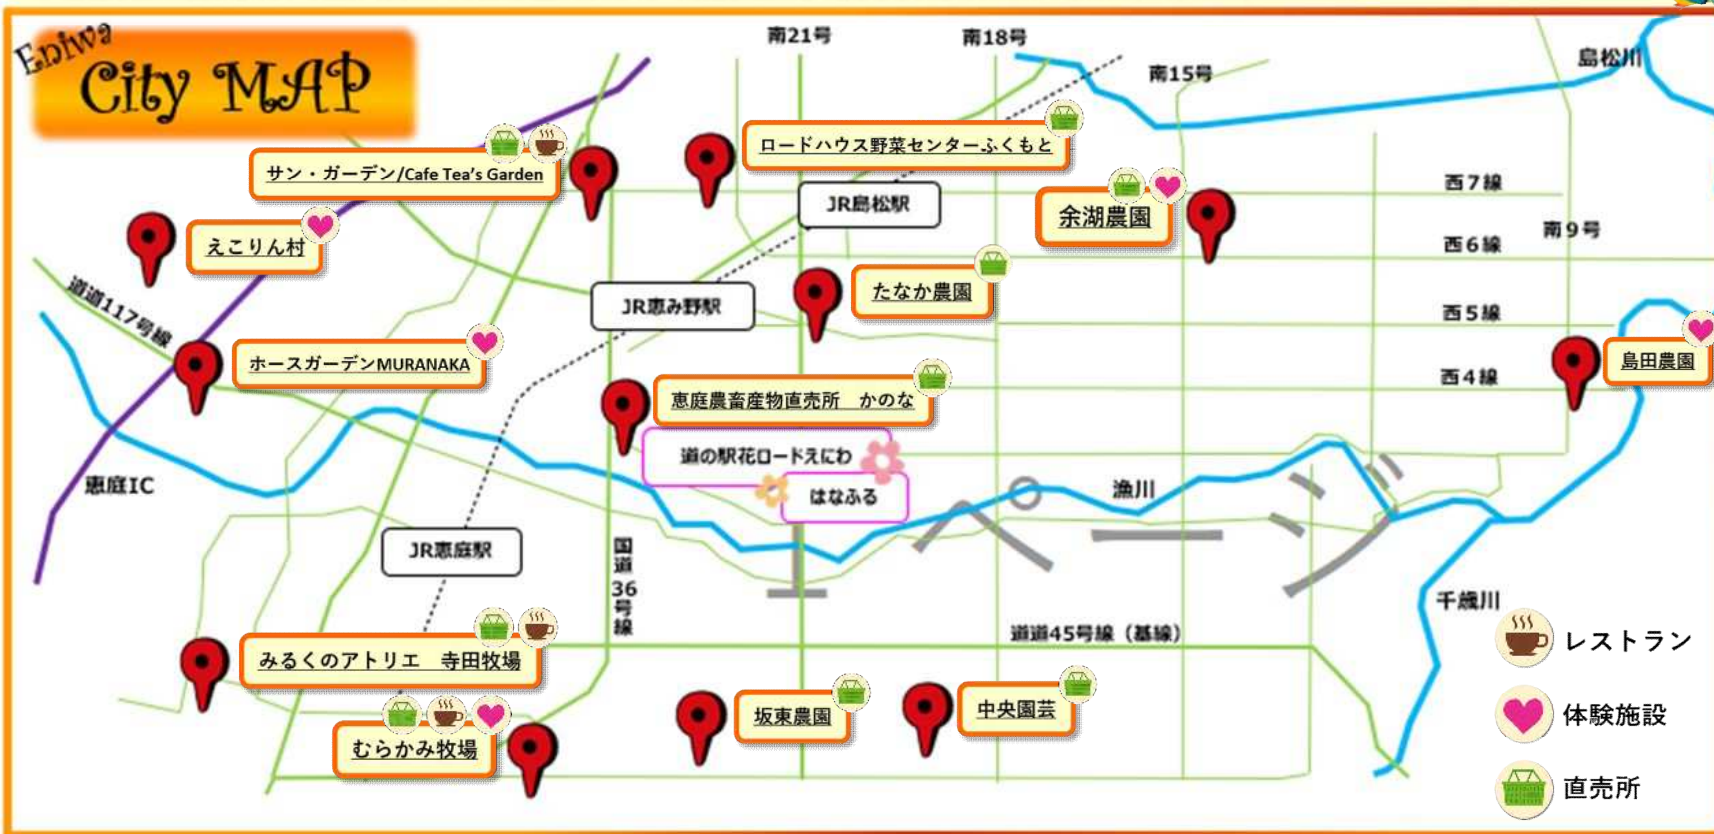 Eniwa
City MAP
南21号
南18号
南15号
島松川
ロードハウス野菜センターふくもと
サン・ガーデン/Cafe Tea's Garden
JR島松駅
西7線
余湖農園
南9号
えこりん村
西6線
道道117号線
JR恵み野駅
たなか農園
西5線
島田農園
ホースガーデンMURANAKA
西4線
恵庭農畜産物直売所 かのな
道の駅花ロードえにわ
はなふる
恵庭IC
漁川
JR恵庭駅
国道36号線
千歳川
道道45号線（基線）
レストラン
みるくのアトリエ 寺田牧場
坂東農園
中央園芸
体験施設
むらかみ牧場
直売所
エページ